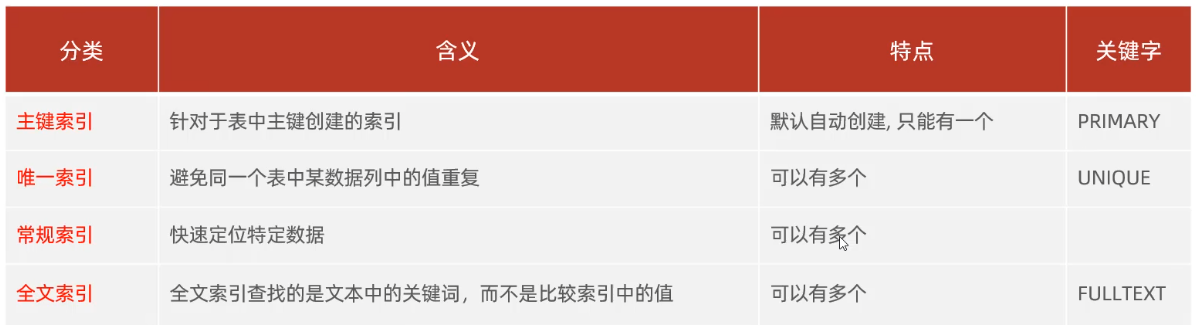 分类 含义 特点 关键字
主键索引 针对于表中主键创建的索引 默认自动创建, 只能有一个 PRIMARY
唯一索引 避免同一个表中某数据列中的值重复 可以有多个 UNIQUE
常规索引 快速定位特定数据 可以有多个
全文索引 全文索引查找的是文本中的关键词，而不是比较索引中的值 可以有多个 FULLTEXT